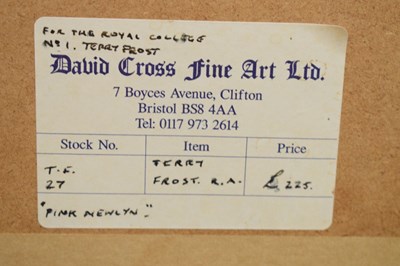 FOR THE ROYAL COLLEGE
No 1. TERRY FROST
David Cross Fine Art Ltd.
7 Boyces Avenue, Clifton
Bristol BS8 4AA
Tel: 0117 973 2614
Stock No. Item Price
T.F. TERRY
27 FROST. R.A. £225.
"PINK NEWLYN."